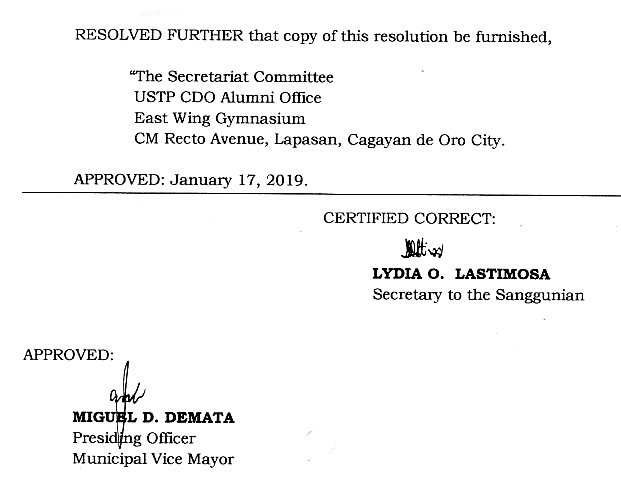 RESOLVED FURTHER that copy of this resolution be furnished,
“The Secretariat Committee
USTP CDO Alumni Office
East Wing Gymnasium
CM Recto Avenue, Lapasan, Cagayan de Oro City.
APPROVED: January 17, 2019.
CERTIFIED CORRECT:
LYDIA O. LASTIMOSA
Secretary to the Sanggunian
APPROVED:
MIGUEL D. DEMATA
Presiding Officer
Municipal Vice Mayor